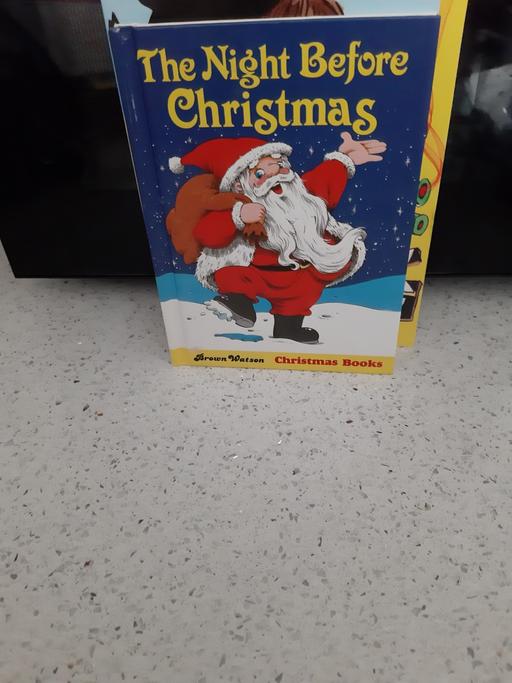 The Night Before
Christmas
Brown Watson Christmas Books